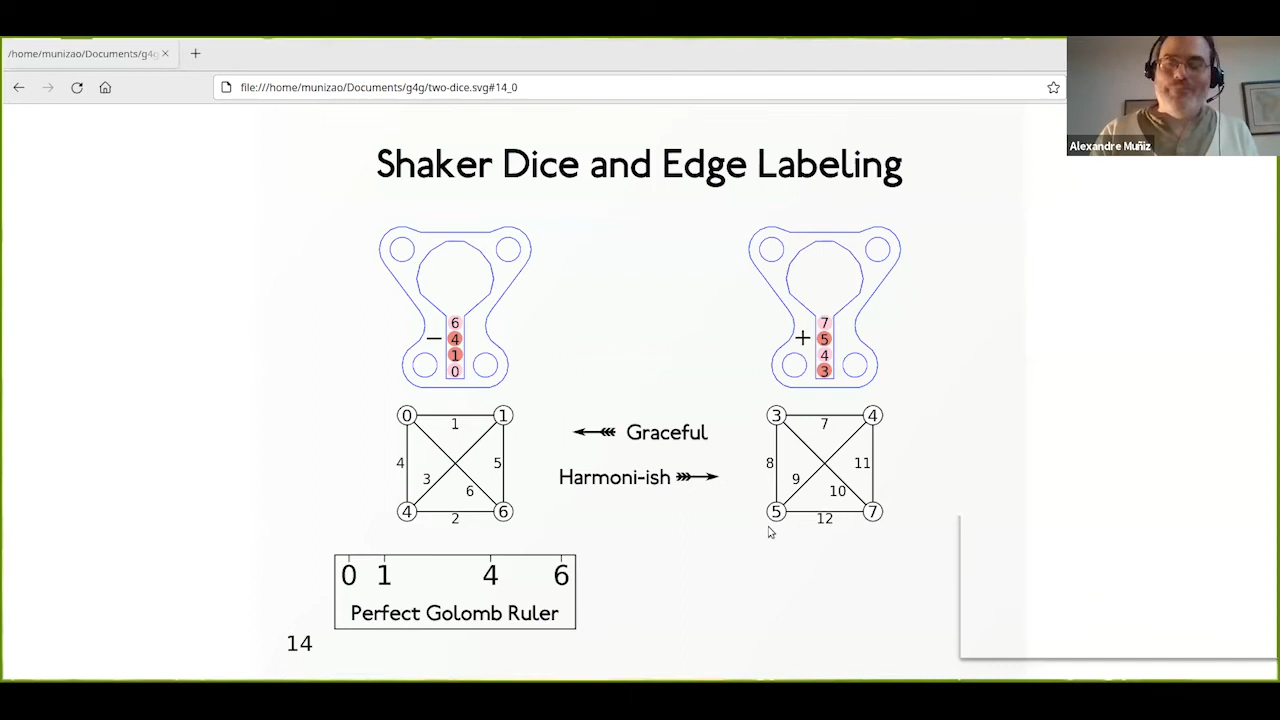 /home/munizao/Documents/g4g
file:///home/munizao/Documents/g4g/two-dice.svg#14_0
Alexandre Muñiz
Shaker Dice and Edge Labeling
6
− 4
1
0
7
+ 5
4
3
0 1
1
4 5
3
6
4 6
2
Graceful
Harmoni-ish
3 4
7
8 11
9
10
5 7
12
0 1 4 6
Perfect Golomb Ruler
14